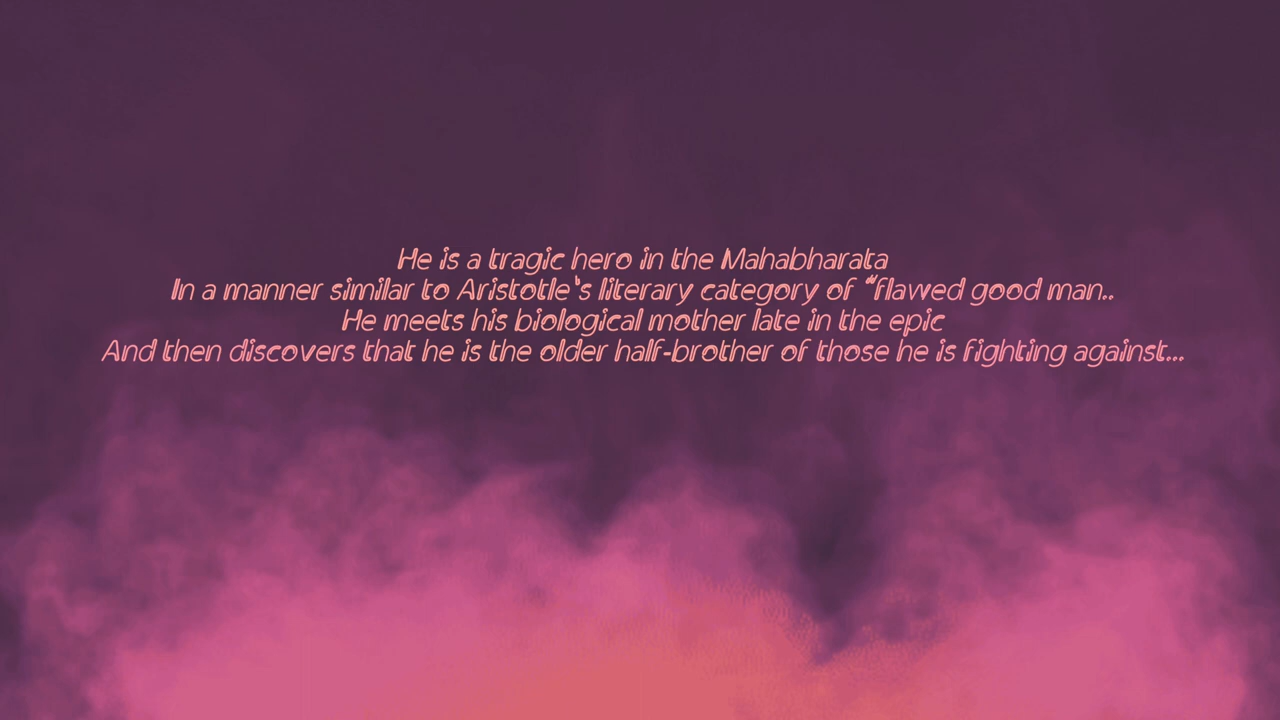 He is a tragic hero in the Mahabharata
In a manner similar to Aristotle's literary category of “flawed good man..
He meets his biological mother late in the epic
And then discovers that he is the older half-brother of those he is fighting against...